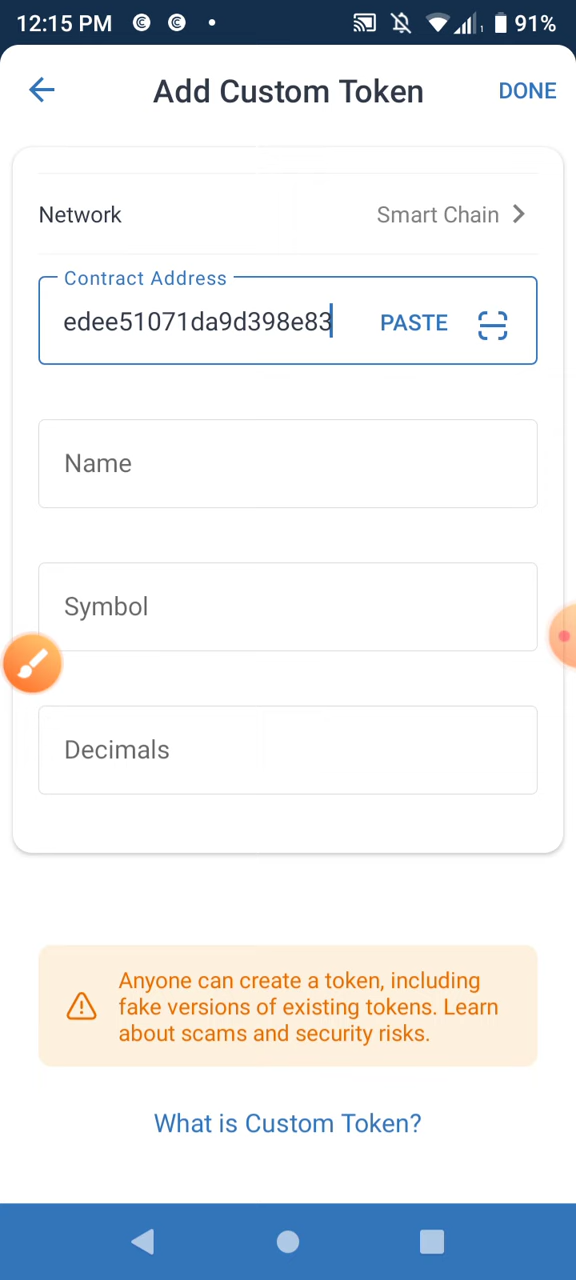 12:15 PM
91%
Add Custom Token
DONE
Network
Smart Chain
Contract Address
edee51071da9d398e83
PASTE
Name
Symbol
Decimals
Anyone can create a token, including
fake versions of existing tokens. Learn
about scams and security risks.
What is Custom Token?